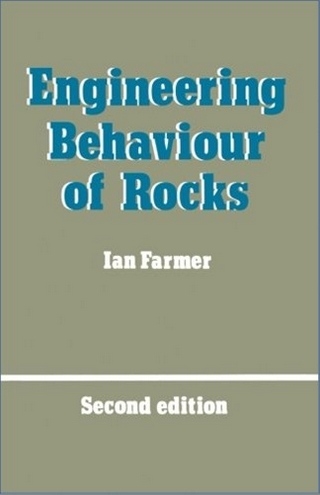 Engineering
Behaviour
of Rocks
Ian Farmer
Second edition